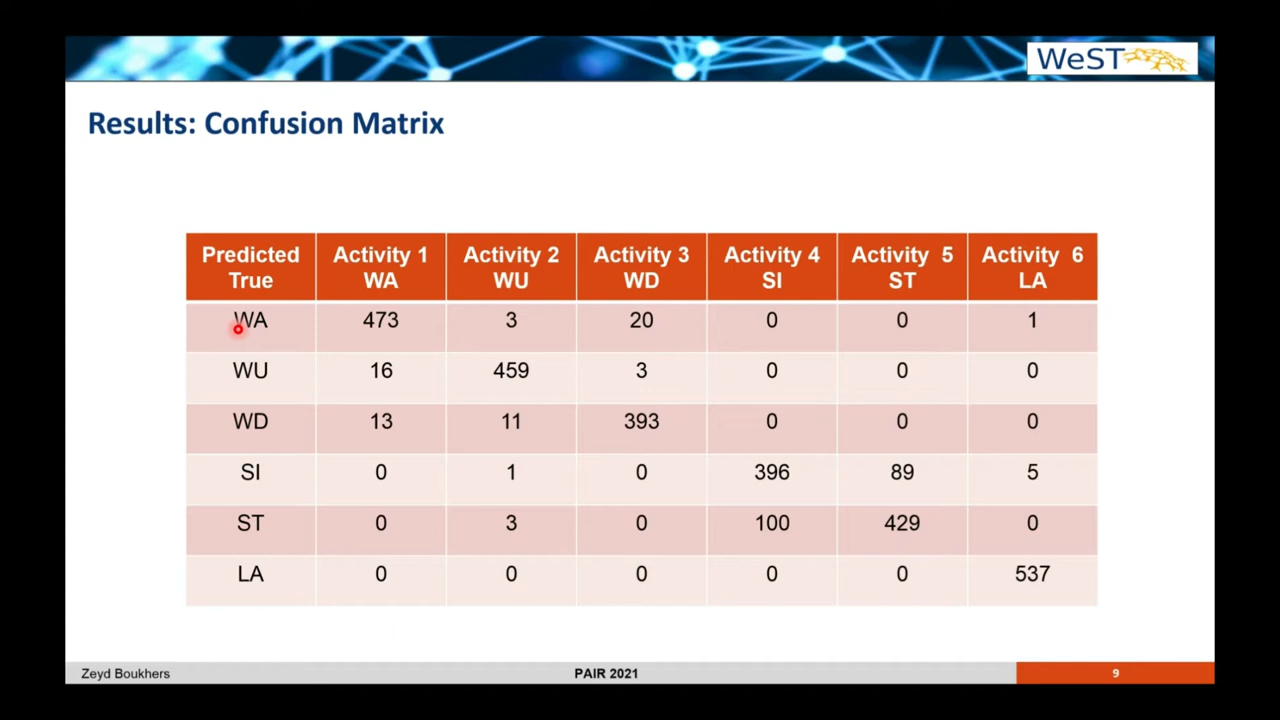 WeST
Results: Confusion Matrix
Predicted True Activity 1 WA Activity 2 WU Activity 3 WD Activity 4 SI Activity 5 ST Activity 6 LA
WA 473 3 20 0 0 1
WU 16 459 3 0 0 0
WD 13 11 393 0 0 0
SI 0 1 0 396 89 5
ST 0 3 0 100 429 0
LA 0 0 0 0 0 537
Zeyd Boukhers PAIR 2021 9